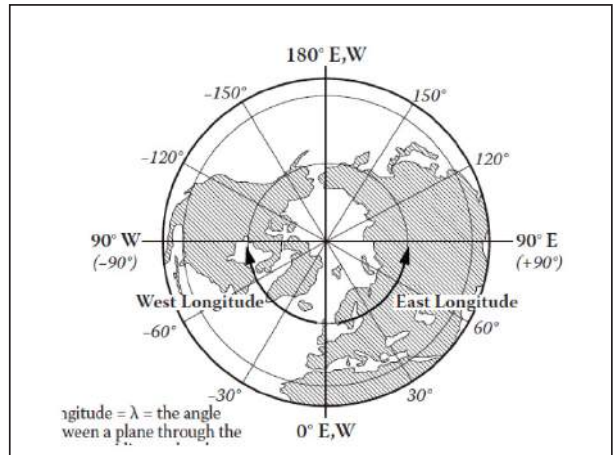 180° E,W
-150° 150°
-120° 120°
90° W 90° E
(-90°) (+90°)
West Longitude East Longitude
-60° 60°
-30° 30°
0° E,W
ngitude = λ = the angle
ween a plane through the